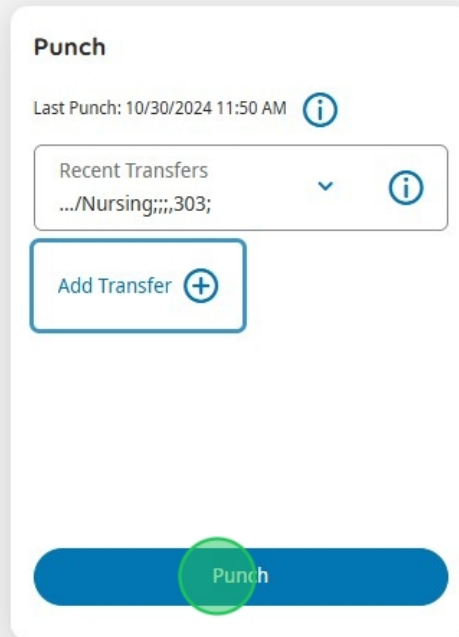 Punch
Last Punch: 10/30/2024 11:50 AM
Recent Transfers
.../Nursing;;;,303;
Add Transfer
Punch